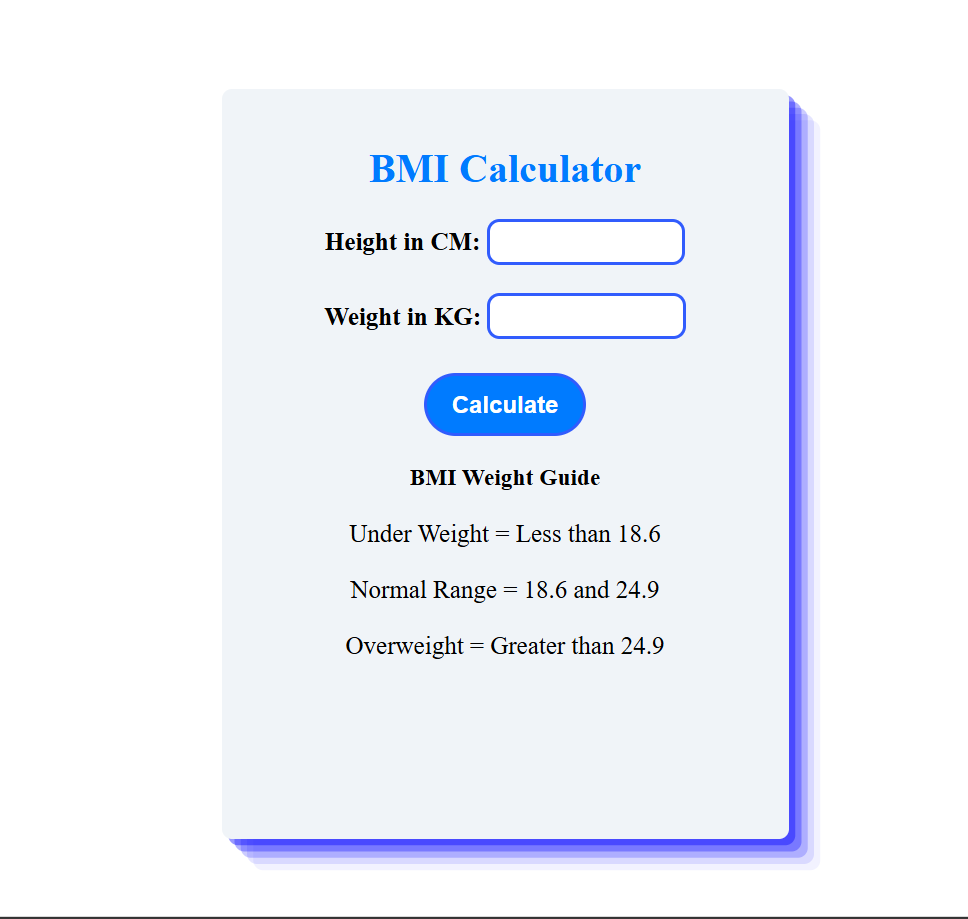 BMI Calculator
Height in CM:
Weight in KG:
Calculate
BMI Weight Guide
Under Weight = Less than 18.6
Normal Range = 18.6 and 24.9
Overweight = Greater than 24.9